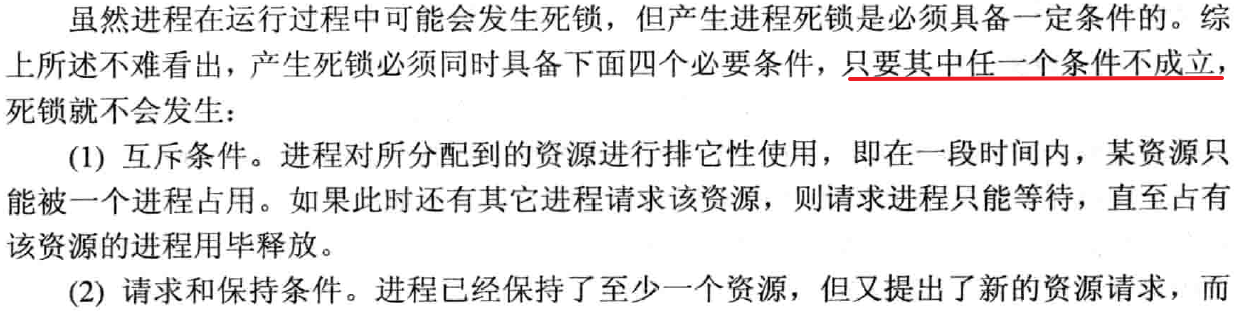 虽然进程在运行过程中可能会发生死锁，但产生进程死锁是必须具备一定条件的。综
上所述不难看出，产生死锁必须同时具备下面四个必要条件，只要其中任一个条件不成立，
死锁就不会发生：
(1) 互斥条件。进程对所分配到的资源进行排它性使用，即在一段时间内，某资源只
能被一个进程占用。如果此时还有其它进程请求该资源，则请求进程只能等待，直至占有
该资源的进程用毕释放。
(2) 请求和保持条件。进程已经保持了至少一个资源，但又提出了新的资源请求，而